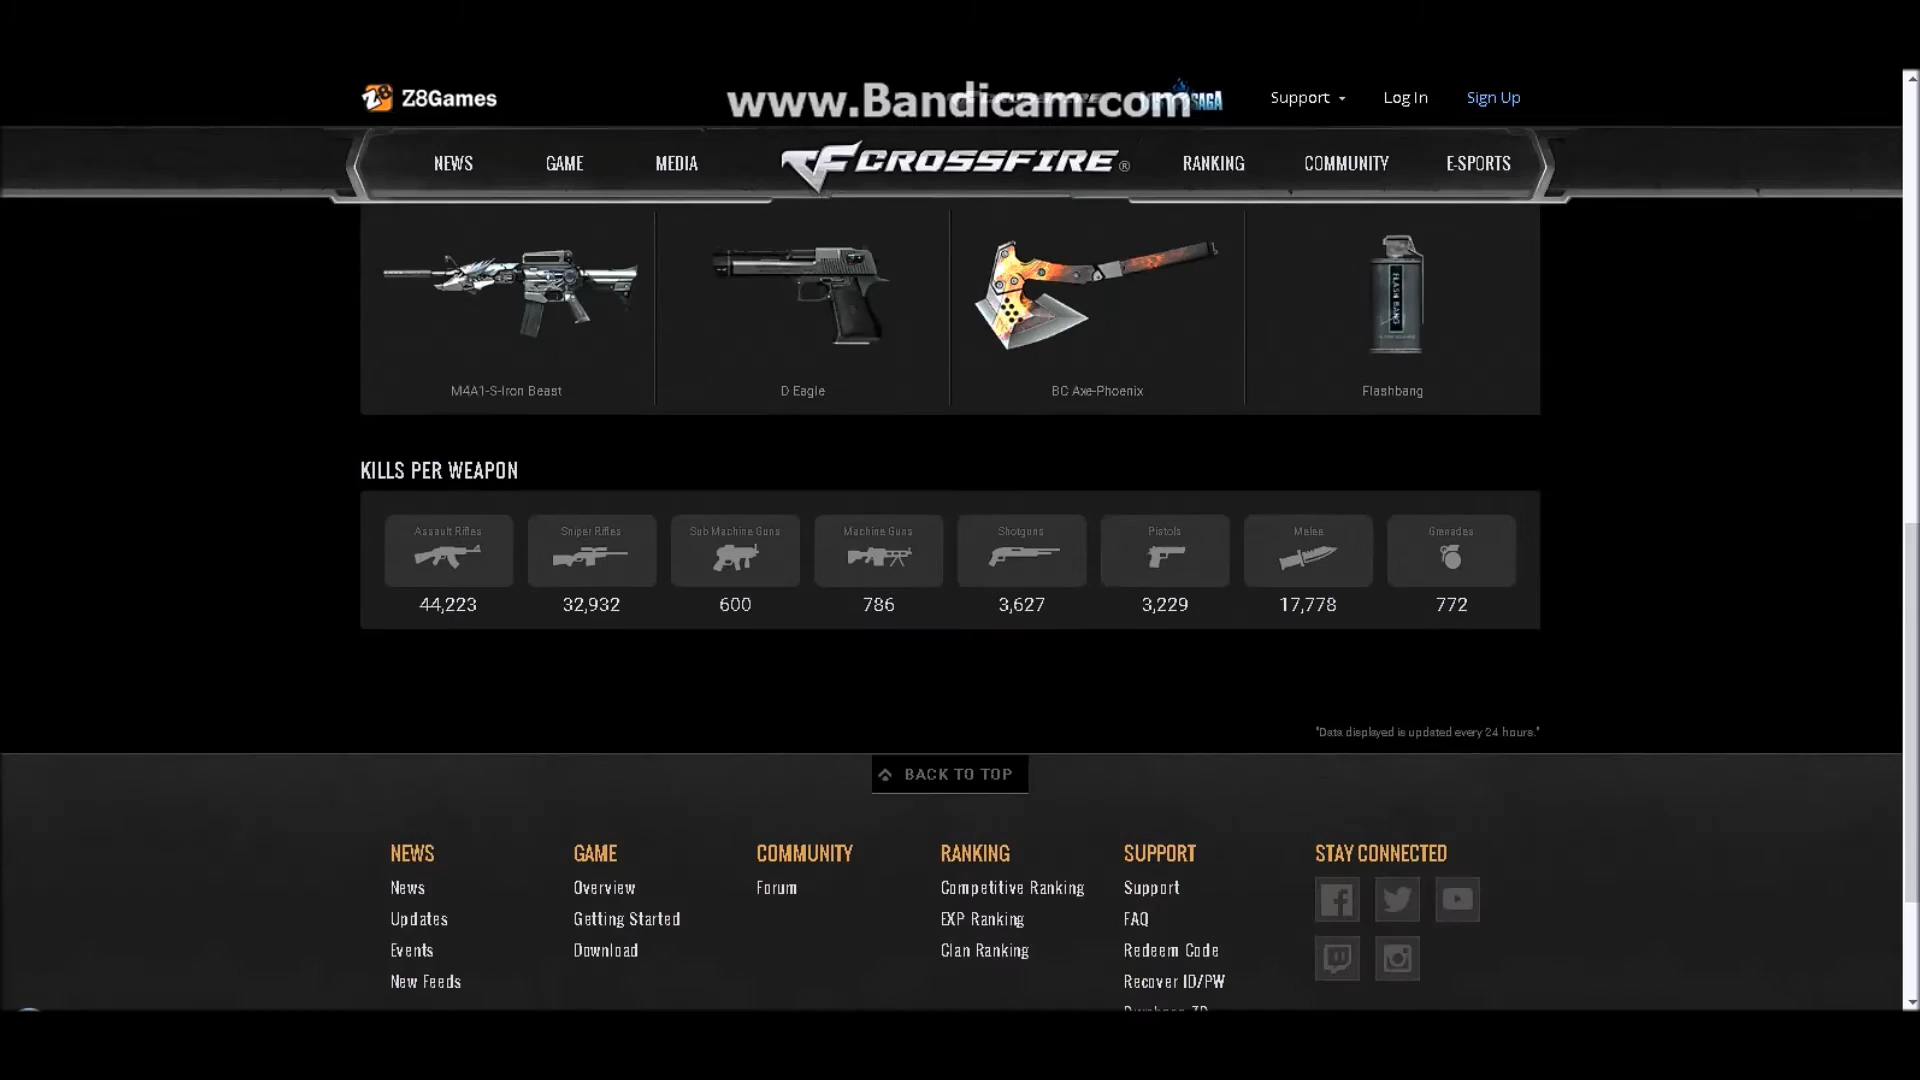 Z8Games
www.Bandicam.com
SAGA
Support
Log In
Sign Up
NEWS
GAME
MEDIA
CROSSFIRE®
RANKING
COMMUNITY
E-SPORTS
FLASH BANG
M4A1-S-Iron Beast
D Eagle
BC Axe-Phoenix
Flashbang
KILLS PER WEAPON
Assault Rifles
Sniper Rifles
Sub Machine Guns
Machine Guns
Shotguns
Pistols
Melee
Grenades
44,223
32,932
600
786
3,627
3,229
17,778
772
"Data displayed is updated every 24 hours."
BACK TO TOP
NEWS
News
Updates
Events
New Feeds
GAME
Overview
Getting Started
Download
COMMUNITY
Forum
RANKING
Competitive Ranking
EXP Ranking
Clan Ranking
SUPPORT
Support
FAQ
Redeem Code
Recover ID/PW
STAY CONNECTED